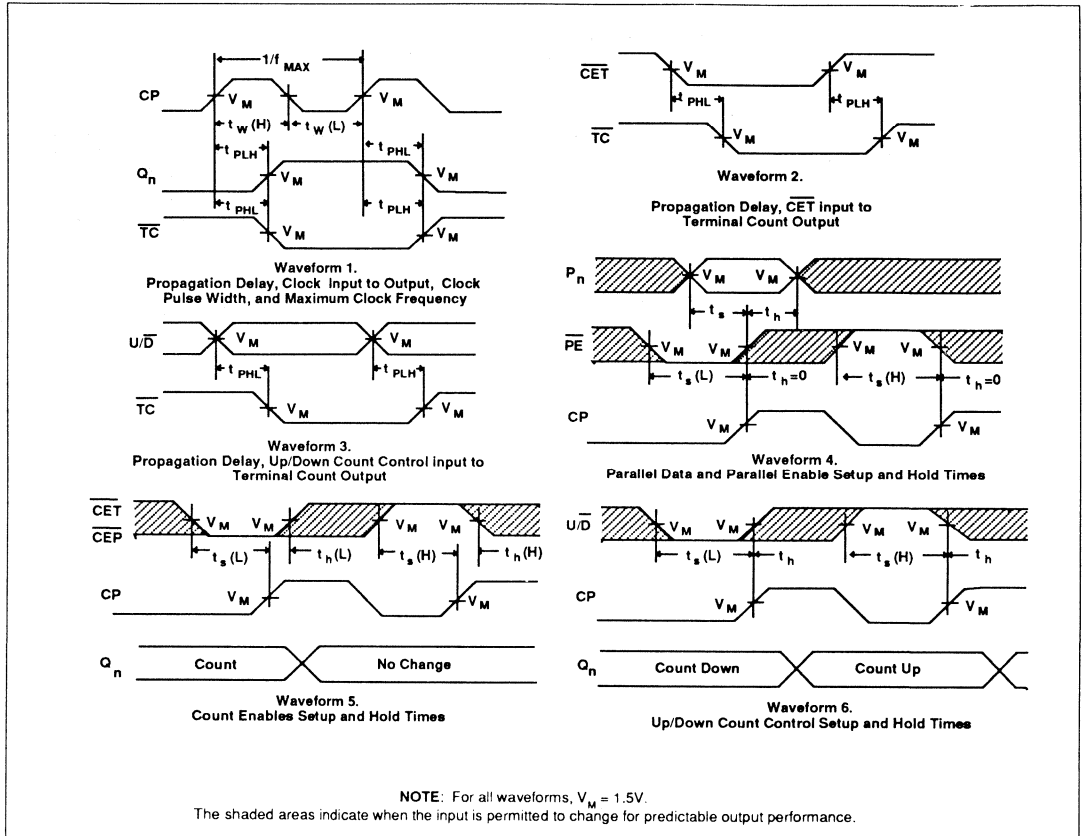 1/f MAX
CP
V M
V M
t w (H)
t w (L)
t PLH
t PHL
Q n
V M
V M
t PHL
t PLH
TC
V M
V M
Waveform 1.
Propagation Delay, Clock Input to Output, Clock
Pulse Width, and Maximum Clock Frequency
CET
V M
V M
t PHL
t PLH
TC
V M
V M
Waveform 2.
Propagation Delay, CET input to
Terminal Count Output
U/D
V M
V M
t PHL
t PLH
TC
V M
V M
Waveform 3.
Propagation Delay, Up/Down Count Control input to
Terminal Count Output
P n
V M
V M
t s
t h
PE
V M
V M
V M
V M
t s (L)
t h =0
t s (H)
t h =0
CP
V M
V M
Waveform 4.
Parallel Data and Parallel Enable Setup and Hold Times
CET
CEP
V M
V M
V M
V M
t s (L)
t h (L)
t s (H)
t h (H)
CP
V M
V M
Q n
Count
No Change
Waveform 5.
Count Enables Setup and Hold Times
U/D
V M
V M
V M
V M
t s (L)
t h
t s (H)
t h
CP
V M
V M
Q n
Count Down
Count Up
Waveform 6.
Up/Down Count Control Setup and Hold Times
NOTE: For all waveforms, V M = 1.5V.
The shaded areas indicate when the input is permitted to change for predictable output performance.